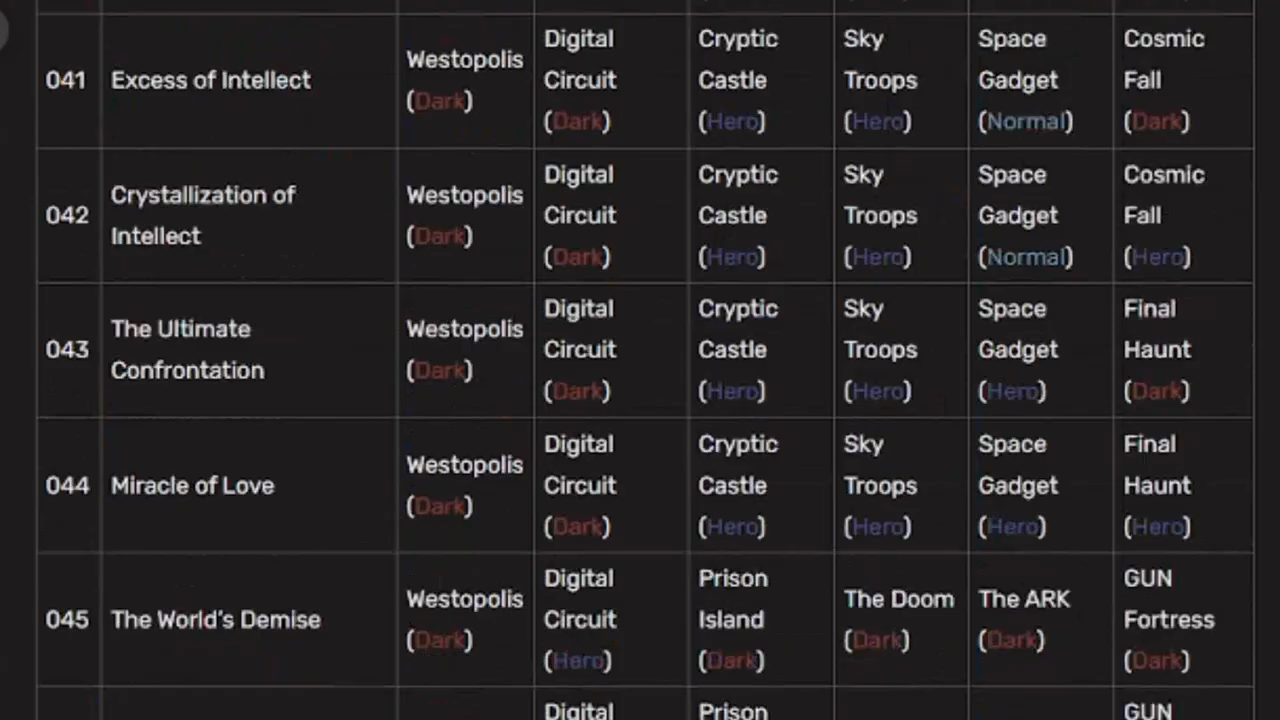 041 Excess of Intellect Westopolis (Dark) Digital Circuit (Dark) Cryptic Castle (Hero) Sky Troops (Hero) Space Gadget (Normal) Cosmic Fall (Dark)
042 Crystallization of Intellect Westopolis (Dark) Digital Circuit (Dark) Cryptic Castle (Hero) Sky Troops (Hero) Space Gadget (Normal) Cosmic Fall (Hero)
043 The Ultimate Confrontation Westopolis (Dark) Digital Circuit (Dark) Cryptic Castle (Hero) Sky Troops (Hero) Space Gadget (Hero) Final Haunt (Dark)
044 Miracle of Love Westopolis (Dark) Digital Circuit (Dark) Cryptic Castle (Hero) Sky Troops (Hero) Space Gadget (Hero) Final Haunt (Hero)
045 The World's Demise Westopolis (Dark) Digital Circuit (Hero) Prison Island (Dark) The Doom (Dark) The ARK (Dark) GUN Fortress (Dark)
Digital Prison GUN